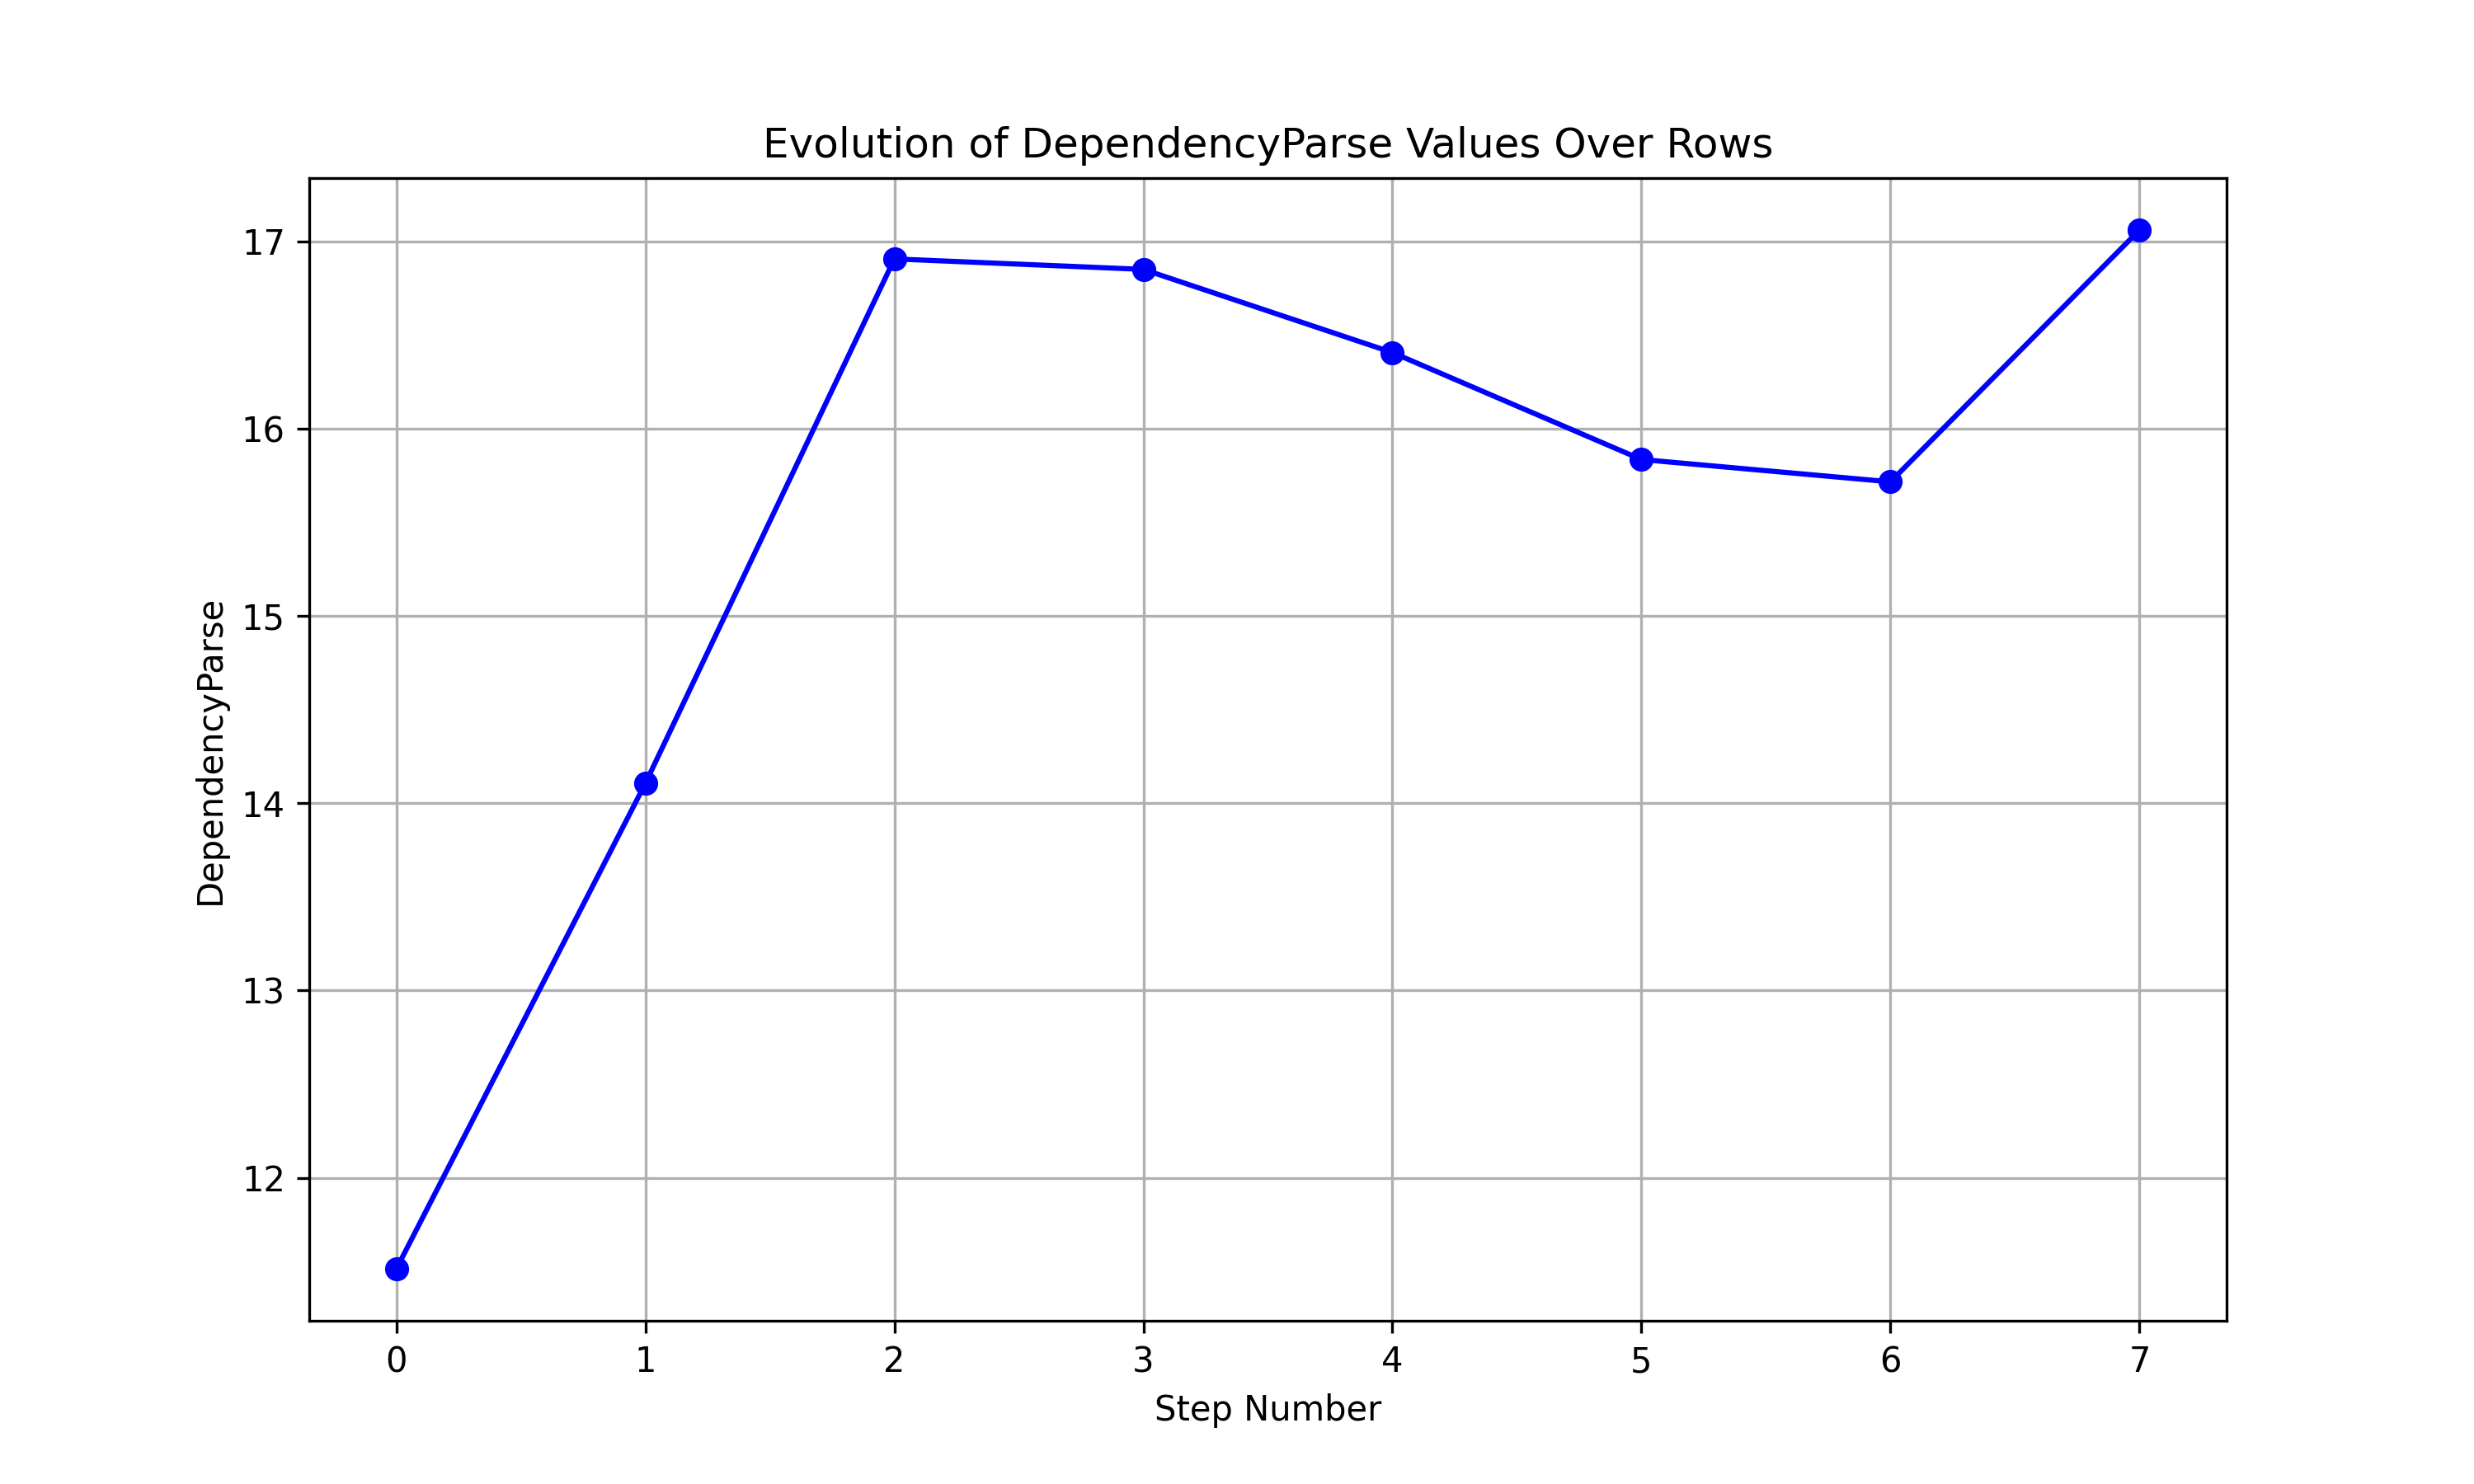 Evolution of DependencyParse Values Over Rows
17
16
15
14
13
12
DependencyParse
0 1 2 3 4 5 6 7
Step Number